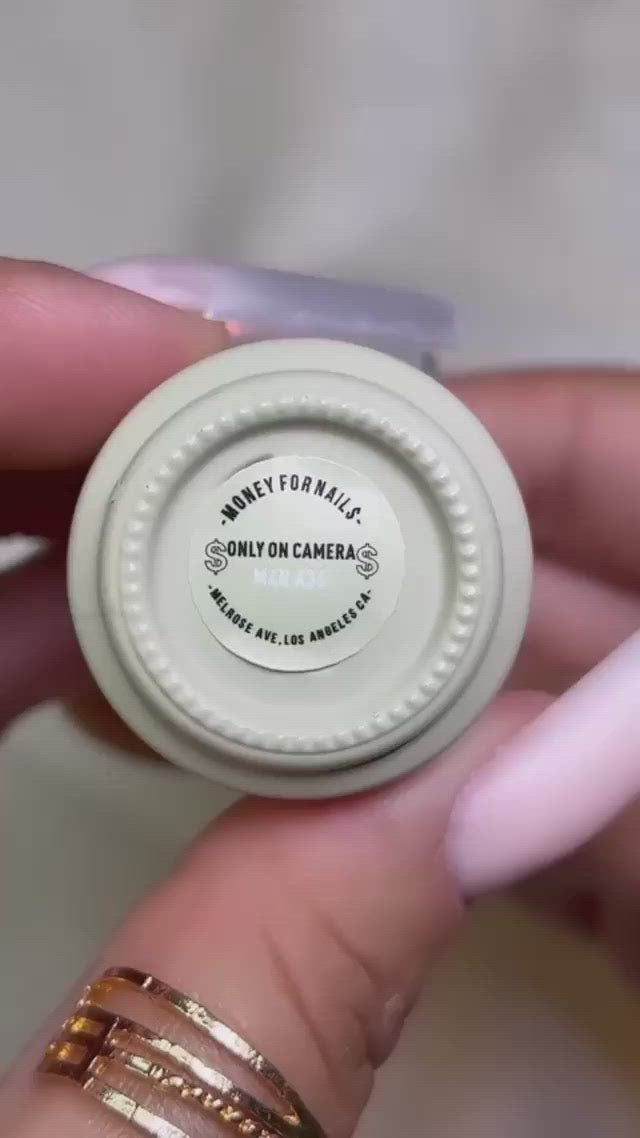 -MONEY FOR NAILS-
$ ONLY ON CAMERA $
-MELROSE AVE, LOS ANGELES CA-